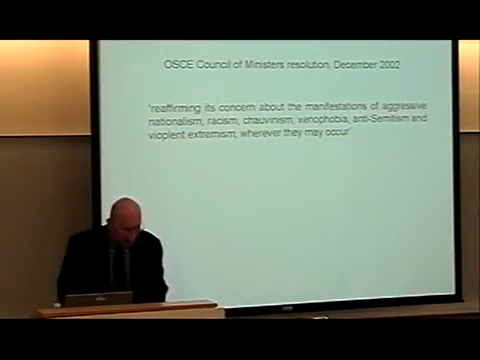 OSCE Council of Ministers resolution, December 2002
'reaffirming its concern about the manifestations of aggressive
nationalism, racism, chauvinism, xenophobia, anti-Semitism and
vioplent extremism, wherever they may occur'